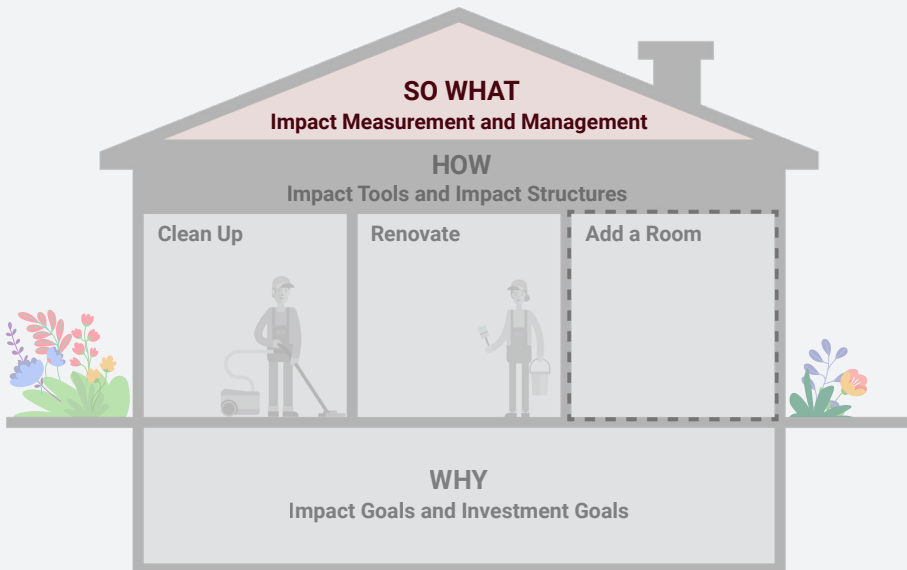 SO WHAT
Impact Measurement and Management
HOW
Impact Tools and Impact Structures
Clean Up
Renovate
Add a Room
WHY
Impact Goals and Investment Goals